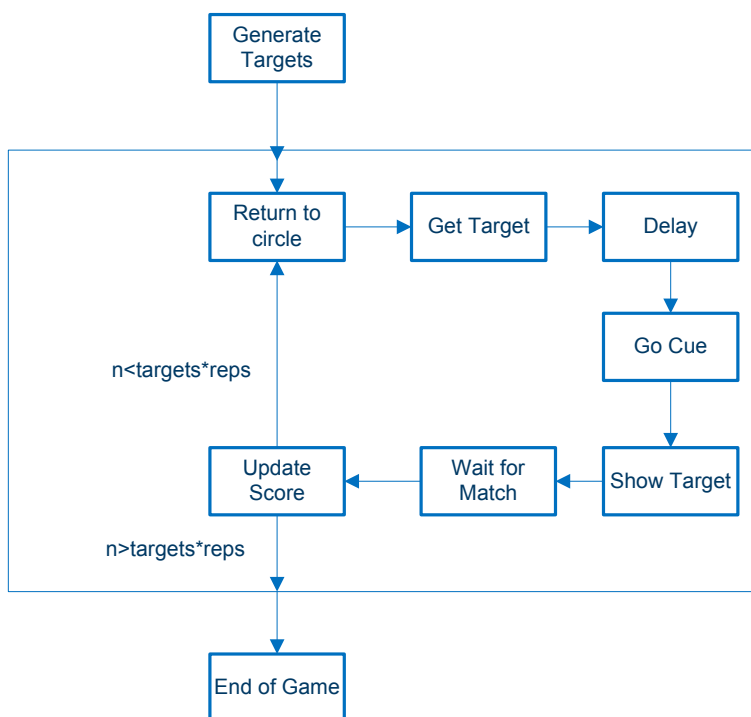 Generate
Targets
Return to
circle
Get Target
Delay
Go Cue
n<targets*reps
Update
Score
Wait for
Match
Show Target
n>targets*reps
End of Game